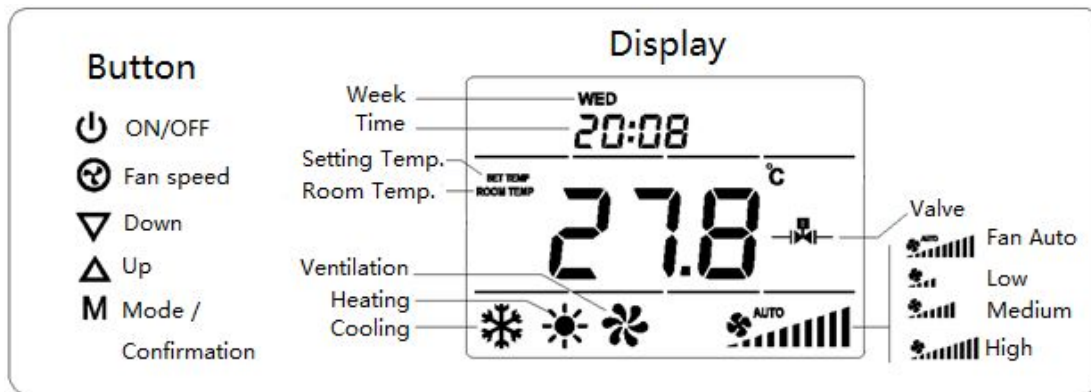 Button
ON/OFF
Fan speed
Down
Up
M Mode /
Confirmation
Display
Week
Time
Setting Temp.
Room Temp.
Ventilation
Heating
Cooling
WED
20:08
SET TEMP
ROOM TEMP
27.8
°C
AUTO
Valve
AUTO
Fan Auto
Low
Medium
High